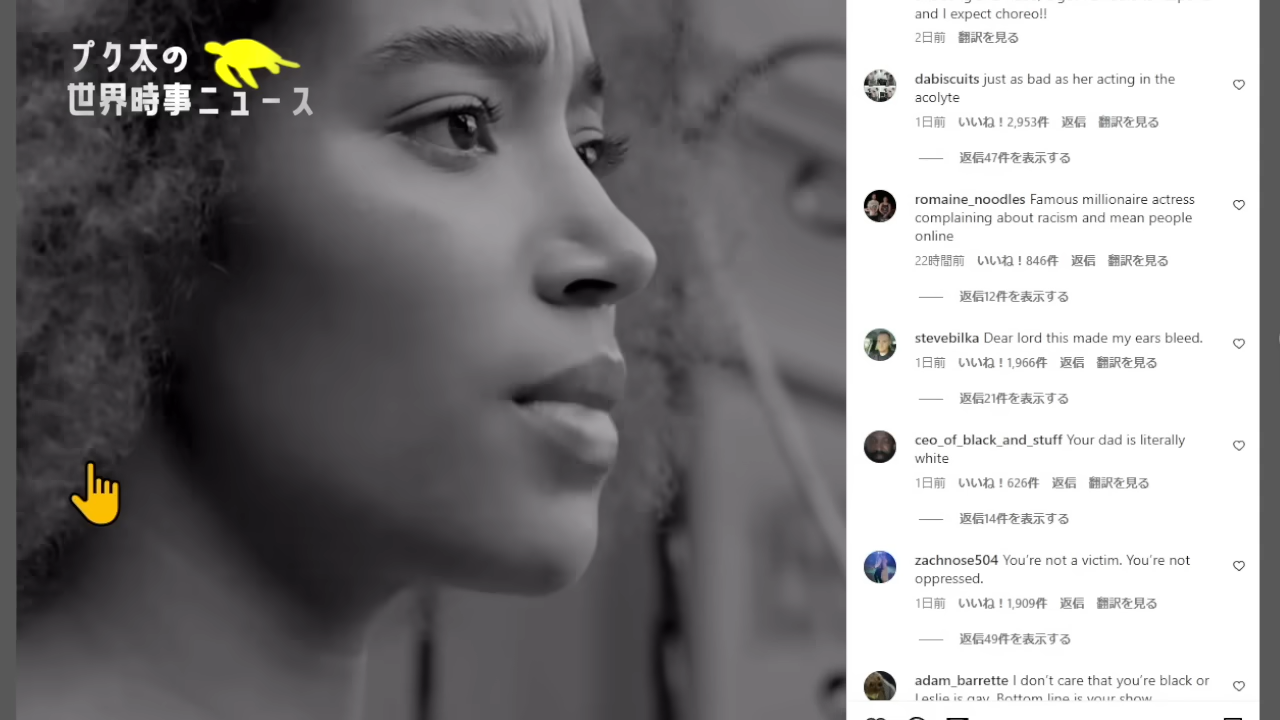 プク太の
世界時事ニュース
and I expect choreo!!
2日前 翻訳を見る
dabiscuits just as bad as her acting in the
acolyte
1日前 いいね！2,953件 返信 翻訳を見る
返信47件を表示する
romaine_noodles Famous millionaire actress
complaining about racism and mean people
online
22時間前 いいね！846件 返信 翻訳を見る
返信12件を表示する
stevebilka Dear lord this made my ears bleed.
1日前 いいね！1,966件 返信 翻訳を見る
返信21件を表示する
ceo_of_black_and_stuff Your dad is literally
white
1日前 いいね！626件 返信 翻訳を見る
返信14件を表示する
zachnose504 You’re not a victim. You’re not
oppressed.
1日前 いいね！1,909件 返信 翻訳を見る
返信49件を表示する
adam_barrette I don’t care that you’re black or
Leslie is gay. Bottom line is your show